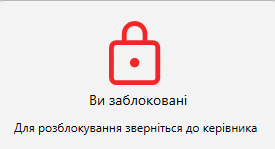 Ви заблоковані
Для розблокування зверніться до керівника